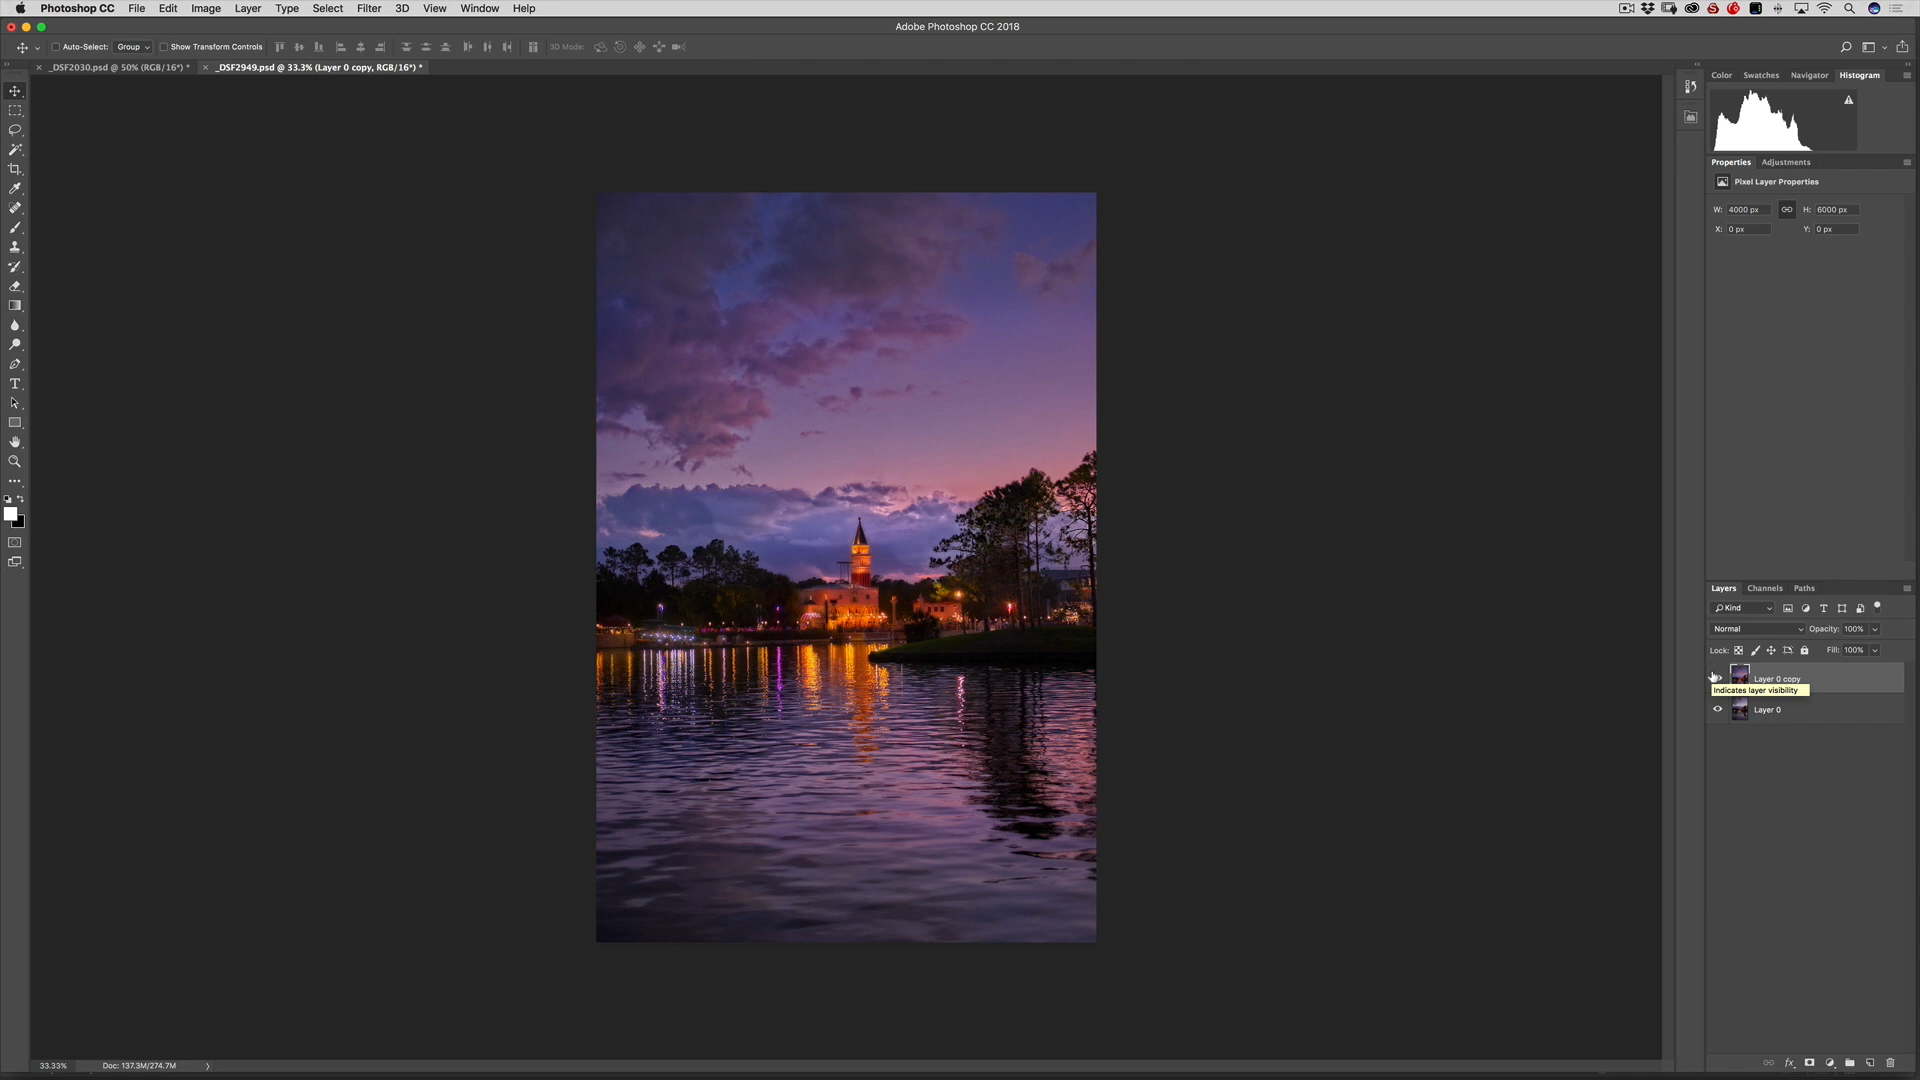 Photoshop CC File Edit Image Layer Type Select Filter 3D View Window Help
Adobe Photoshop CC 2018
Auto-Select: Group Show Transform Controls 3D Mode:
_DSF2030.psd @ 50% (RGB/16*) * _DSF2949.psd @ 33.3% (Layer 0 copy, RGB/16*) *
Color Swatches Navigator Histogram
Properties Adjustments
Pixel Layer Properties
W: 4000 px H: 6000 px
X: 0 px Y: 0 px
Layers Channels Paths
Kind
Normal Opacity: 100%
Lock: Fill: 100%
Layer 0 copy
Indicates layer visibility
Layer 0
33.33% Doc: 137.3M/274.7M